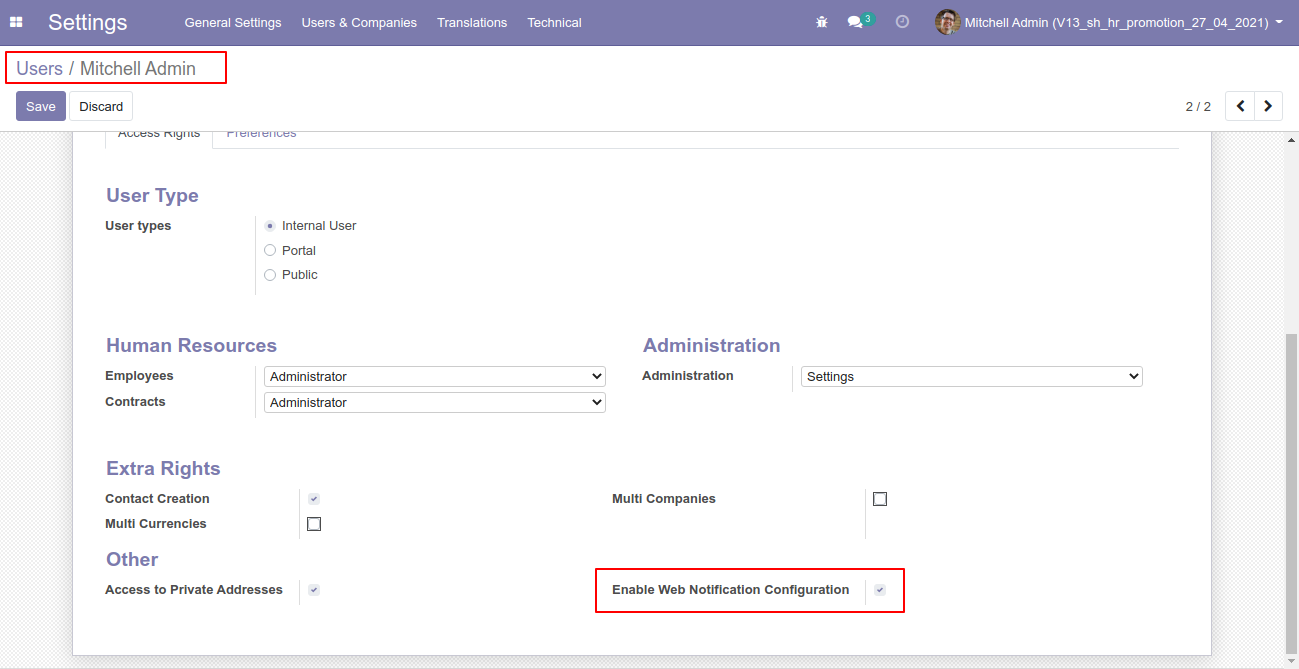 Settings General Settings Users & Companies Translations Technical 3 Mitchell Admin (V13_sh_hr_promotion_27_04_2021)
Users / Mitchell Admin
Save Discard 2 / 2
Access Rights Preferences
User Type
User types Internal User
Portal
Public
Human Resources Administration
Employees Administrator Administration Settings
Contracts Administrator
Extra Rights
Contact Creation Multi Companies
Multi Currencies
Other
Access to Private Addresses Enable Web Notification Configuration